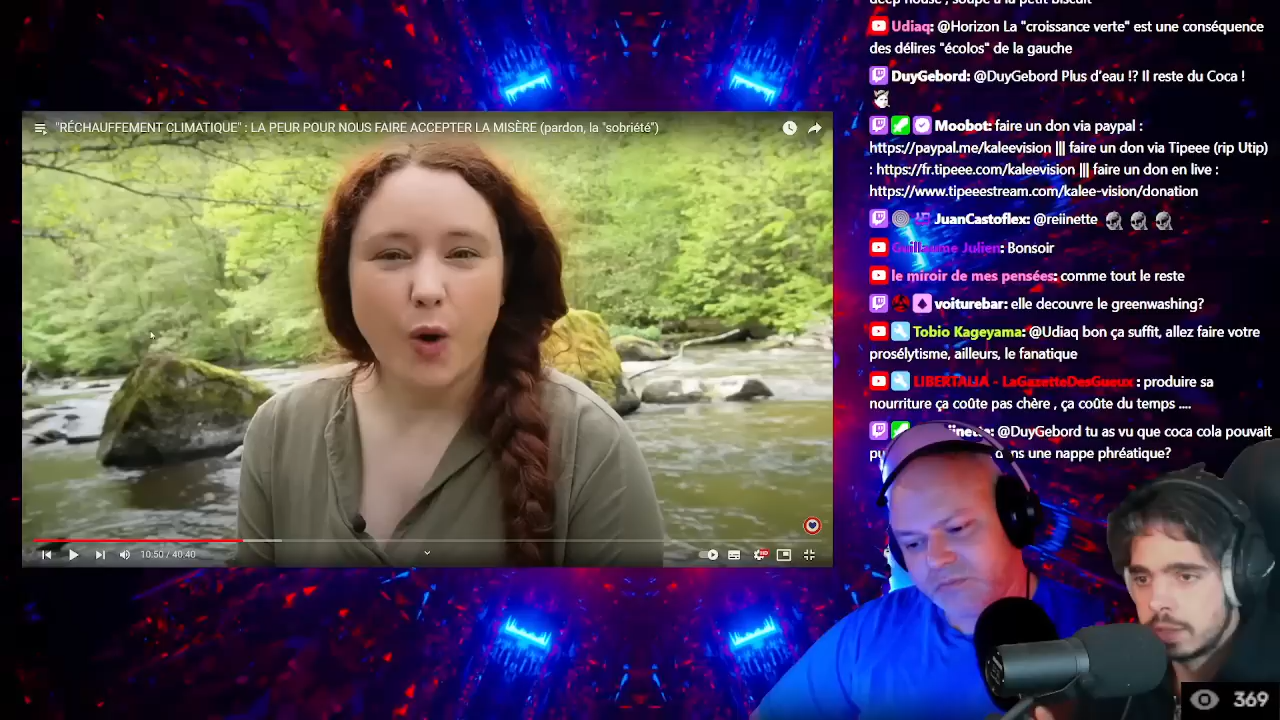 "RÉCHAUFFEMENT CLIMATIQUE" : LA PEUR POUR NOUS FAIRE ACCEPTER LA MISÈRE (pardon, la "sobriété")
10:50 / 40:40
deep house , soupe à la petit biscuit
Udiaq: @Horizon La "croissance verte" est une conséquence
des délires "écolos" de la gauche
DuyGebord: @DuyGebord Plus d'eau !? Il reste du Coca !
Moobot: faire un don via paypal :
https://paypal.me/kaleevision ||| faire un don via Tipeee (rip Utip)
: https://fr.tipeee.com/kaleevision ||| faire un don en live :
https://www.tipeeestream.com/kalee-vision/donation
JuanCastoflex: @reiinette
Guillaume Julien: Bonsoir
le miroir de mes pensées: comme tout le reste
voiturebar: elle decouvre le greenwashing?
Tobio Kageyama: @Udiaq bon ça suffit, allez faire votre
prosélytisme, ailleurs, le fanatique
LIBERTALIA - LaGazetteDesGueux : produire sa
nourriture ça coûte pas chère , ça coûte du temps ....
@DuyGebord tu as vu que coca cola pouvait
une nappe phréatique?
369